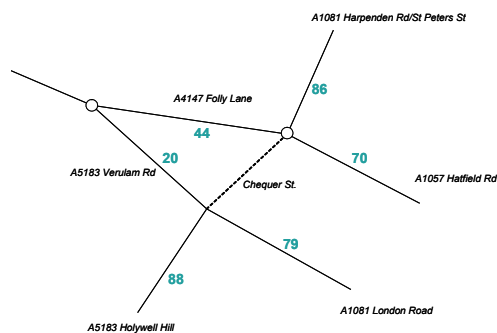 A1081 Harpenden Rd/St Peters St
86
A4147 Folly Lane
44
20
70
A5183 Verulam Rd
Chequer St.
A1057 Hatfield Rd
79
88
A1081 London Road
A5183 Holywell Hill